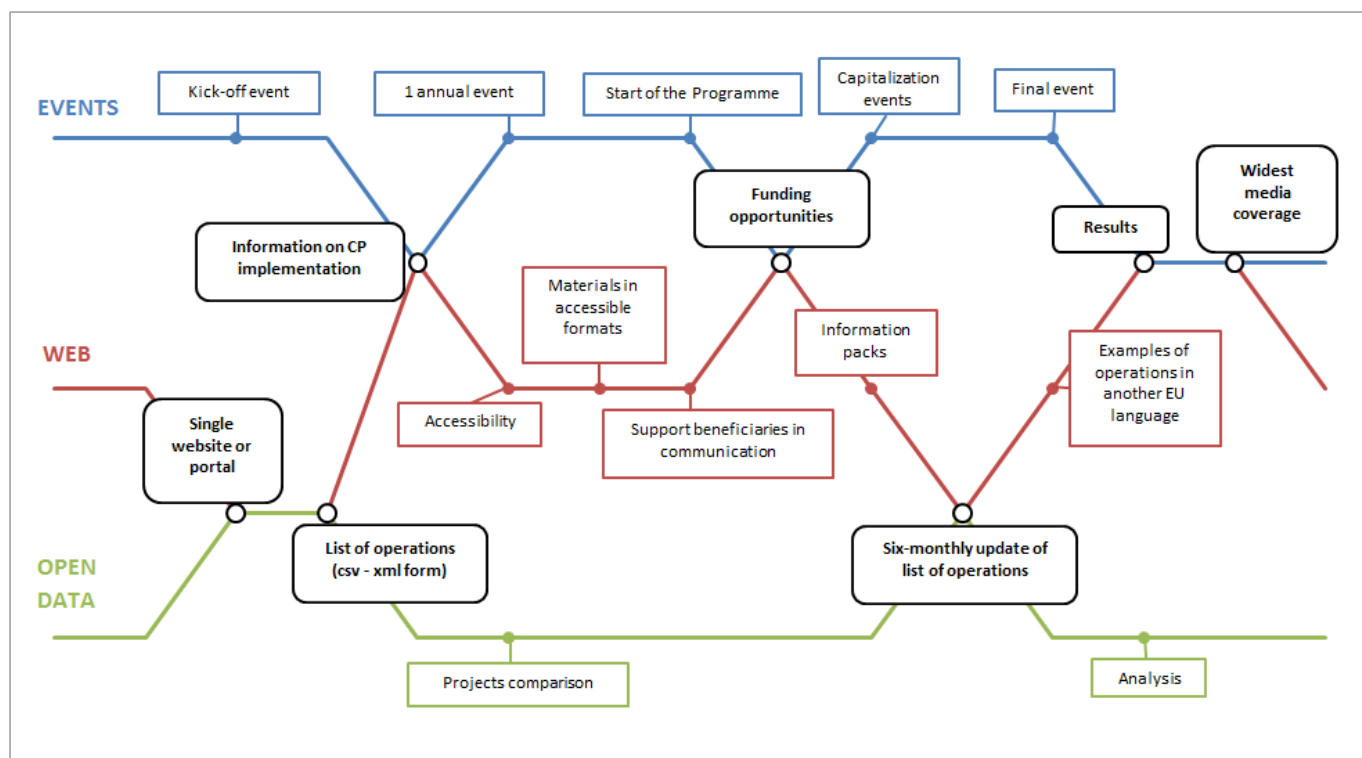 EVENTS
Kick-off event
1 annual event
Start of the Programme
Capitalization
events
Final event
Information on CP
implementation
Funding
opportunities
Results
Widest
media
coverage
WEB
Single
website or
portal
Accessibility
Materials in
accessible
formats
Support beneficiaries in
communication
Information
packs
Examples of
operations in
another EU
language
OPEN
DATA
List of operations
(csv - xml form)
Six-monthly update of
list of operations
Projects comparison
Analysis